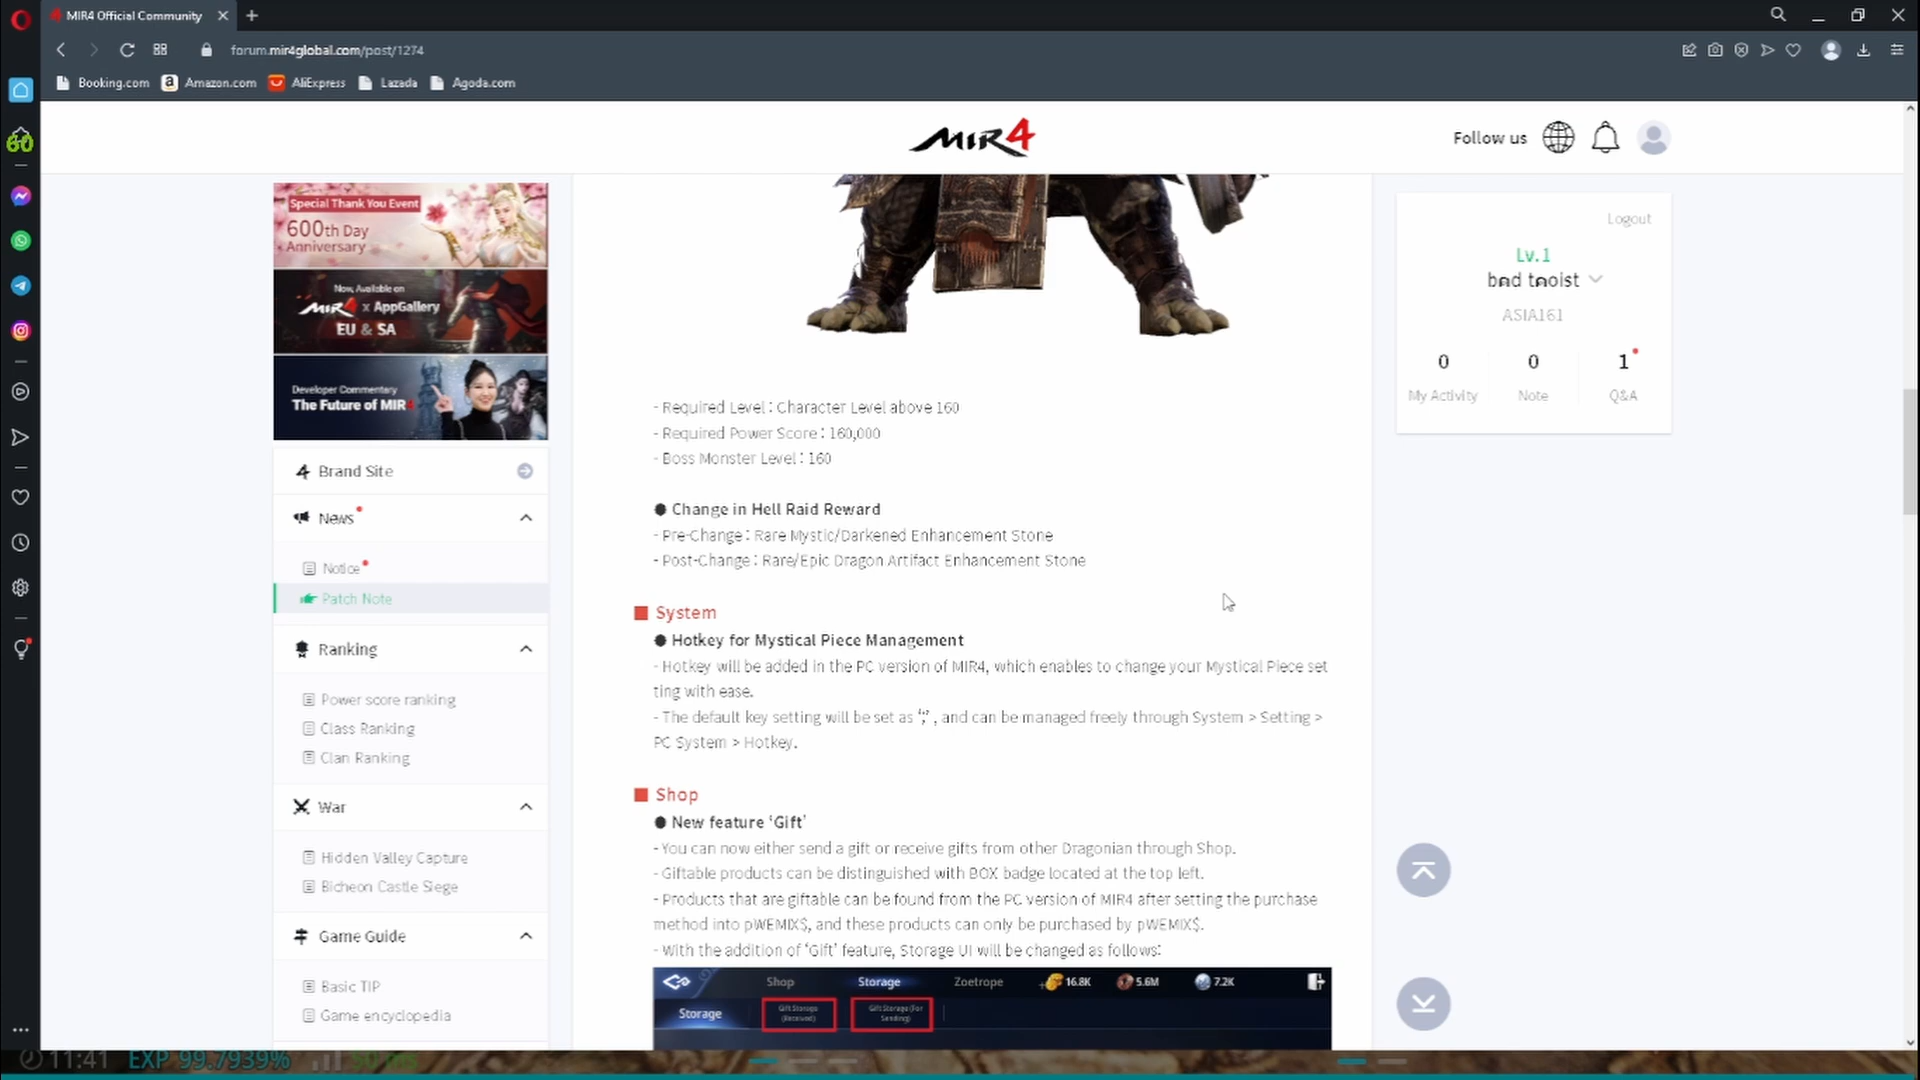 MIR4 Official Community
forum.mir4global.com/post/1274
Booking.com
Amazon.com
AliExpress
Lazada
Agoda.com
MIR4
Follow us
Special Thank You Event
600th Day
Anniversary
Now, Available on
MIR4 x AppGallery
EU & SA
Developer Commentary
The Future of MIR4
Brand Site
News
Notice
Patch Note
Ranking
Power score ranking
Class Ranking
Clan Ranking
War
Hidden Valley Capture
Bicheon Castle Siege
Game Guide
Basic TIP
Game encyclopedia
- Required Level : Character Level above 160
- Required Power Score : 160,000
- Boss Monster Level : 160
● Change in Hell Raid Reward
- Pre-Change : Rare Mystic/Darkened Enhancement Stone
- Post-Change : Rare/Epic Dragon Artifact Enhancement Stone
■ System
● Hotkey for Mystical Piece Management
- Hotkey will be added in the PC version of MIR4, which enables to change your Mystical Piece set
ting with ease.
- The default key setting will be set as ‘;’ , and can be managed freely through System > Setting >
PC System > Hotkey.
■ Shop
● New feature ‘Gift’
- You can now either send a gift or receive gifts from other Dragonian through Shop.
- Giftable products can be distinguished with BOX badge located at the top left.
- Products that are giftable can be found from the PC version of MIR4 after setting the purchase
method into pWEMIX$, and these products can only be purchased by pWEMIX$.
- With the addition of ‘Gift’ feature, Storage UI will be changed as follows:
Shop
Storage
Zoetrope
16.8K
5.6M
7.2K
Storage
Gift Storage
(Received)
Gift Storage (For
Sending)
Logout
Lv.1
bad taoist
ASIA161
0
0
1
My Activity
Note
Q&A
11:41
EXP 99.7939%